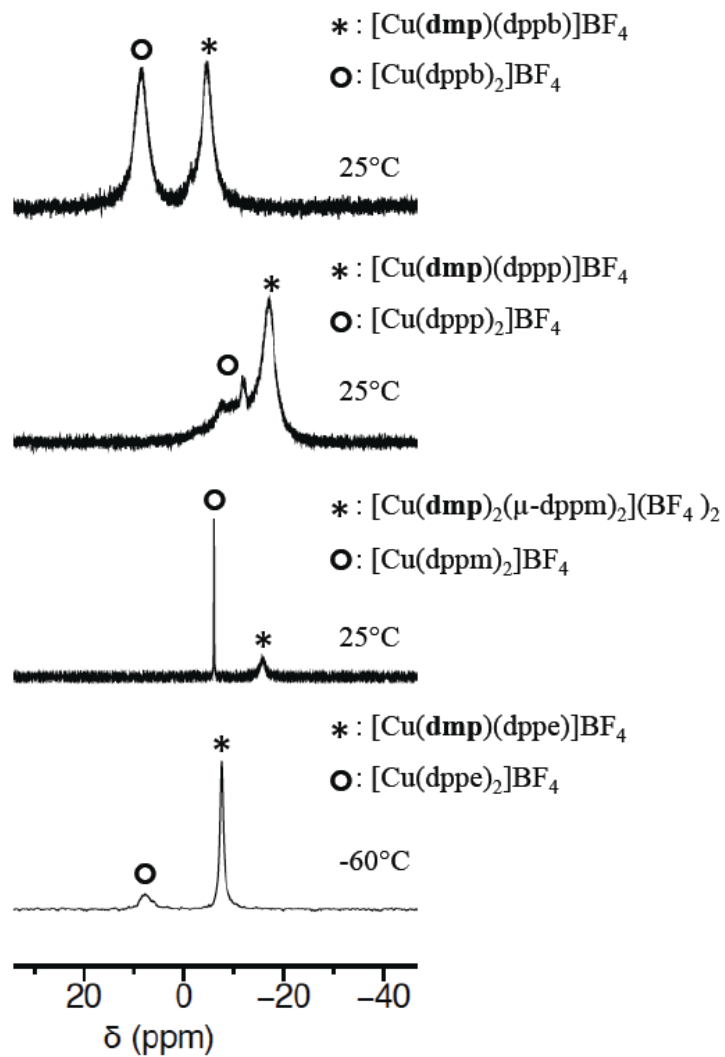 *: [Cu(dmp)(dppb)]BF₄
O: [Cu(dppb)₂]BF₄
25°C
*: [Cu(dmp)(dppp)]BF₄
O: [Cu(dppp)₂]BF₄
25°C
*: [Cu(dmp)₂(μ-dppm)₂](BF₄)₂
O: [Cu(dppm)₂]BF₄
25°C
*: [Cu(dmp)(dppe)]BF₄
O: [Cu(dppe)₂]BF₄
-60°C
20 0 −20 −40
δ (ppm)